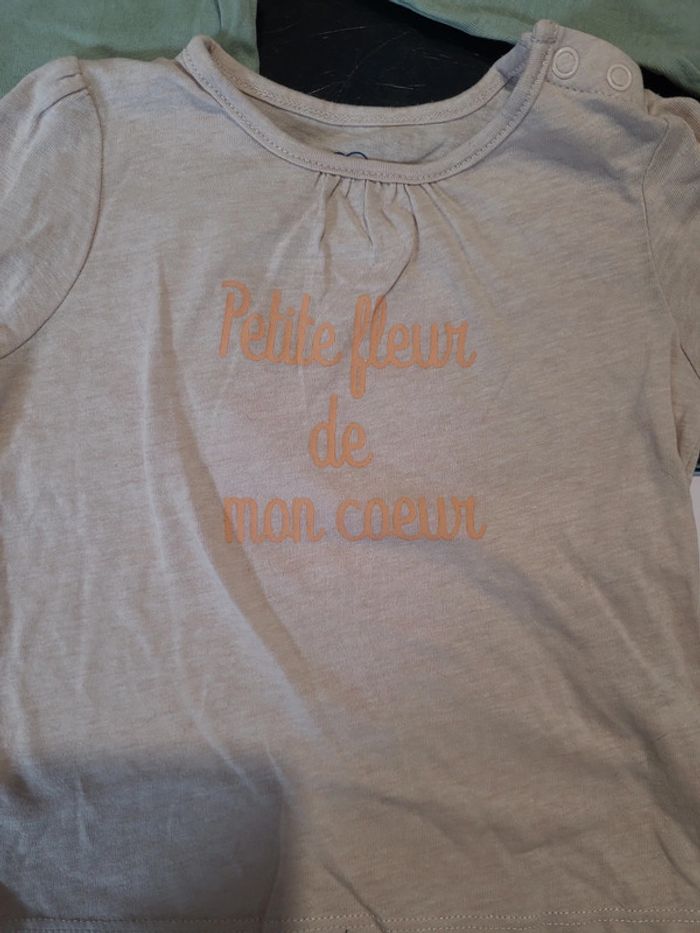 Petite fleur
de
mon coeur